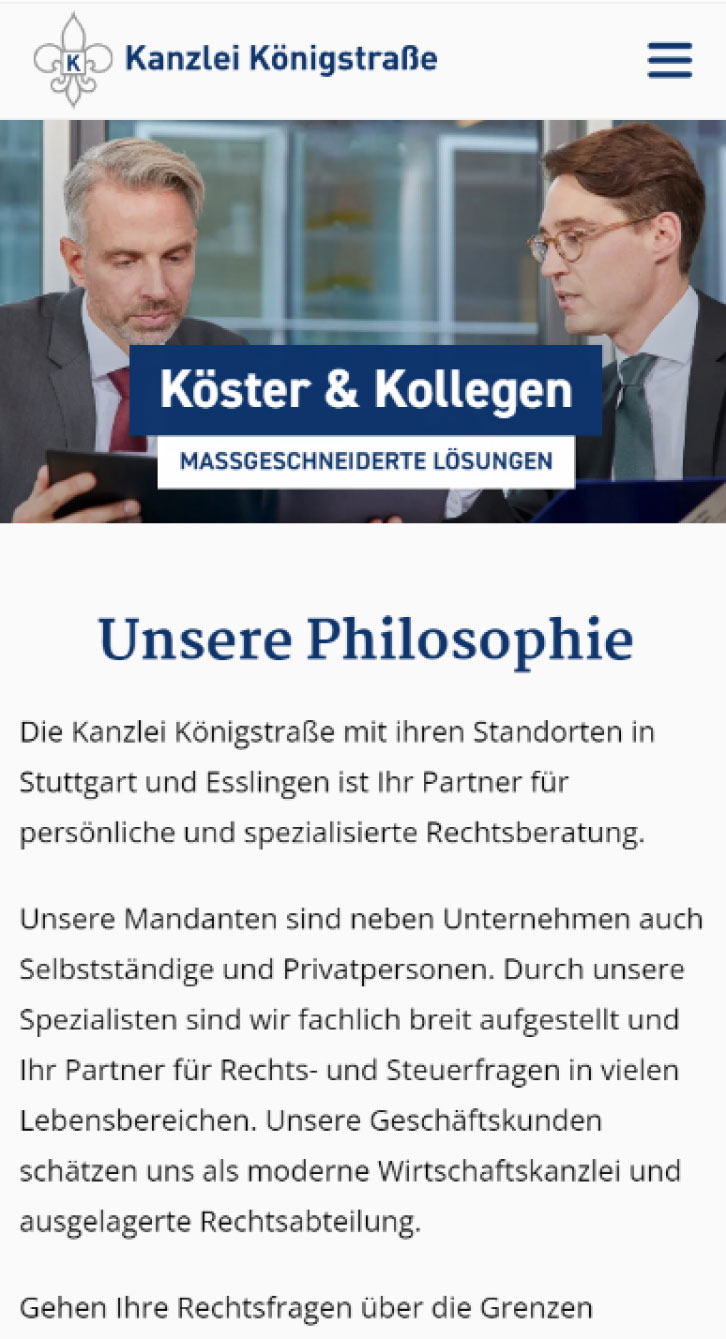 K
Kanzlei Königstraße
Köster & Kollegen
MASSGESCHNEIDERTE LÖSUNGEN
Unsere Philosophie
Die Kanzlei Königstraße mit ihren Standorten in
Stuttgart und Esslingen ist Ihr Partner für
persönliche und spezialisierte Rechtsberatung.
Unsere Mandanten sind neben Unternehmen auch
Selbstständige und Privatpersonen. Durch unsere
Spezialisten sind wir fachlich breit aufgestellt und
Ihr Partner für Rechts- und Steuerfragen in vielen
Lebensbereichen. Unsere Geschäftskunden
schätzen uns als moderne Wirtschaftskanzlei und
ausgelagerte Rechtsabteilung.
Gehen Ihre Rechtsfragen über die Grenzen